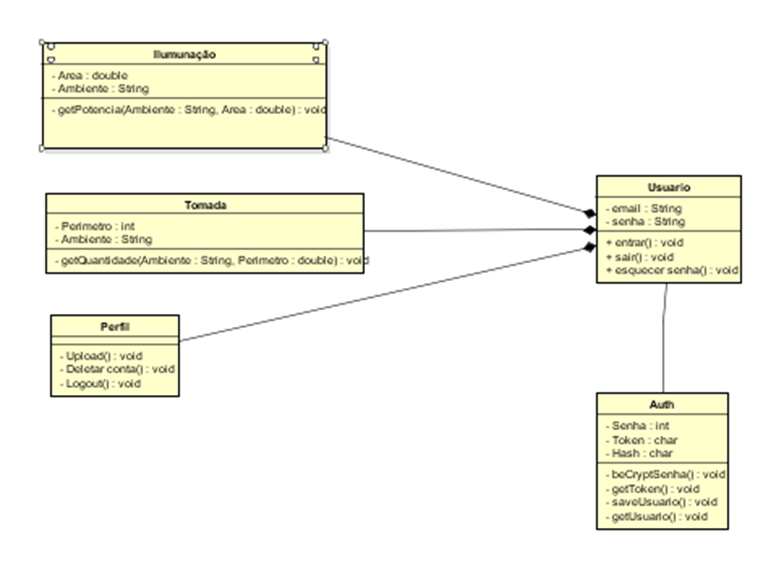 Ilumunação
- Area : double
- Ambiente : String
- getPotencia(Ambiente : String, Area : double) : void
Tomada
- Perimetro : int
- Ambiente : String
- getQuantidade(Ambiente : String, Perimetro : double) : void
Perfil
- Upload() : void
- Deletar conta() : void
- Logout() : void
Usuario
- email : String
- senha : String
+ entrar() : void
+ sair() : void
+ esquecer senha() : void
Auth
- Senha : int
- Token : char
- Hash : char
- beCryptSenha() : void
- getToken() : void
- saveUsuario() : void
- getUsuario() : void